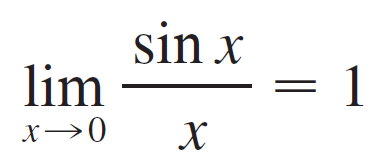 lim x→0 sin x / x = 1